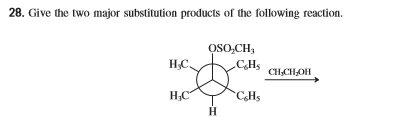 28. Give the two major substitution products of the following reaction.
OSO₂CH₃
H₃C C₆H₅
CH₃CH₂OH
H₃C C₆H₅
H